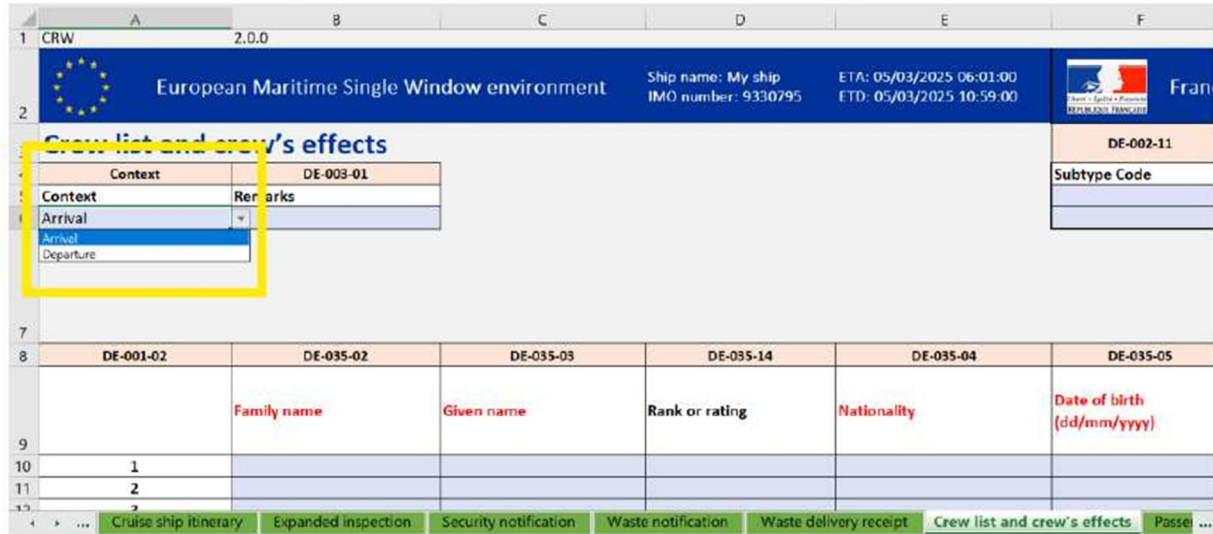 A B C D E F
1 CRW 2.0.0
2 European Maritime Single Window environment Ship name: My ship ETA: 05/03/2025 06:01:00 Fran
IMO number: 9330795 ETD: 05/03/2025 10:59:00 REPUBLIQUE FRANÇAISE
Crew list and crew's effects DE-002-11
Context DE-003-01 Subtype Code
Context Remarks
Arrival
Arrival
Departure
7
8 DE-001-02 DE-035-02 DE-035-03 DE-035-14 DE-035-04 DE-035-05
Family name Given name Rank or rating Nationality Date of birth
(dd/mm/yyyy)
9
10 1
11 2
12
... Cruise ship itinerary Expanded inspection Security notification Waste notification Waste delivery receipt Crew list and crew's effects Passe ...